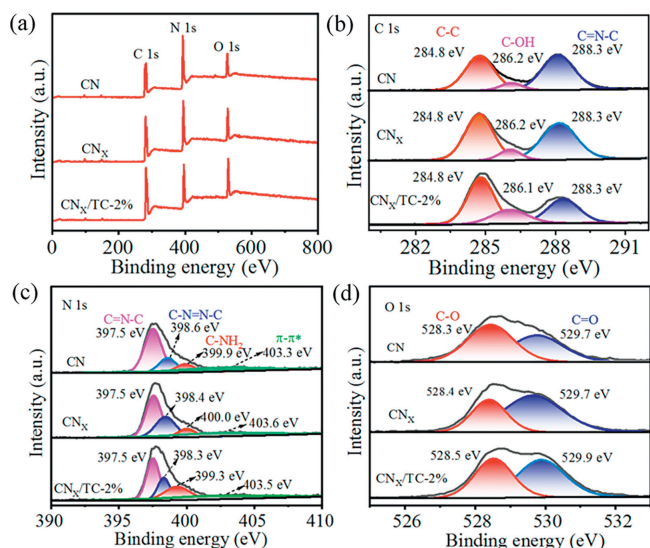 (a)
N 1s
C 1s
O 1s
CN
CNX
CNX/TC-2%
Intensity (a.u.)
0 200 400 600 800
Binding energy (eV)
(b)
C 1s
C-C
C-OH
C=N-C
284.8 eV
286.2 eV
288.3 eV
CN
284.8 eV
286.2 eV
288.3 eV
CNX
284.8 eV
286.1 eV
288.3 eV
CNX/TC-2%
Intensity (a.u.)
282 285 288 291
Binding energy (eV)
(c)
N 1s
C=N-C
C-N=N-C
397.5 eV
398.6 eV
C-NH2
π-π*
399.9 eV
403.3 eV
CN
397.5 eV
398.4 eV
400.0 eV
403.6 eV
CNX
397.5 eV
398.3 eV
399.3 eV
403.5 eV
CNX/TC-2%
Intensity (a.u.)
390 395 400 405 410
Binding energy (eV)
(d)
O 1s
C-O
C=O
528.3 eV
529.7 eV
CN
528.4 eV
529.7 eV
CNX
528.5 eV
529.9 eV
CNX/TC-2%
Intensity (a.u.)
526 528 530 532
Binding energy (eV)